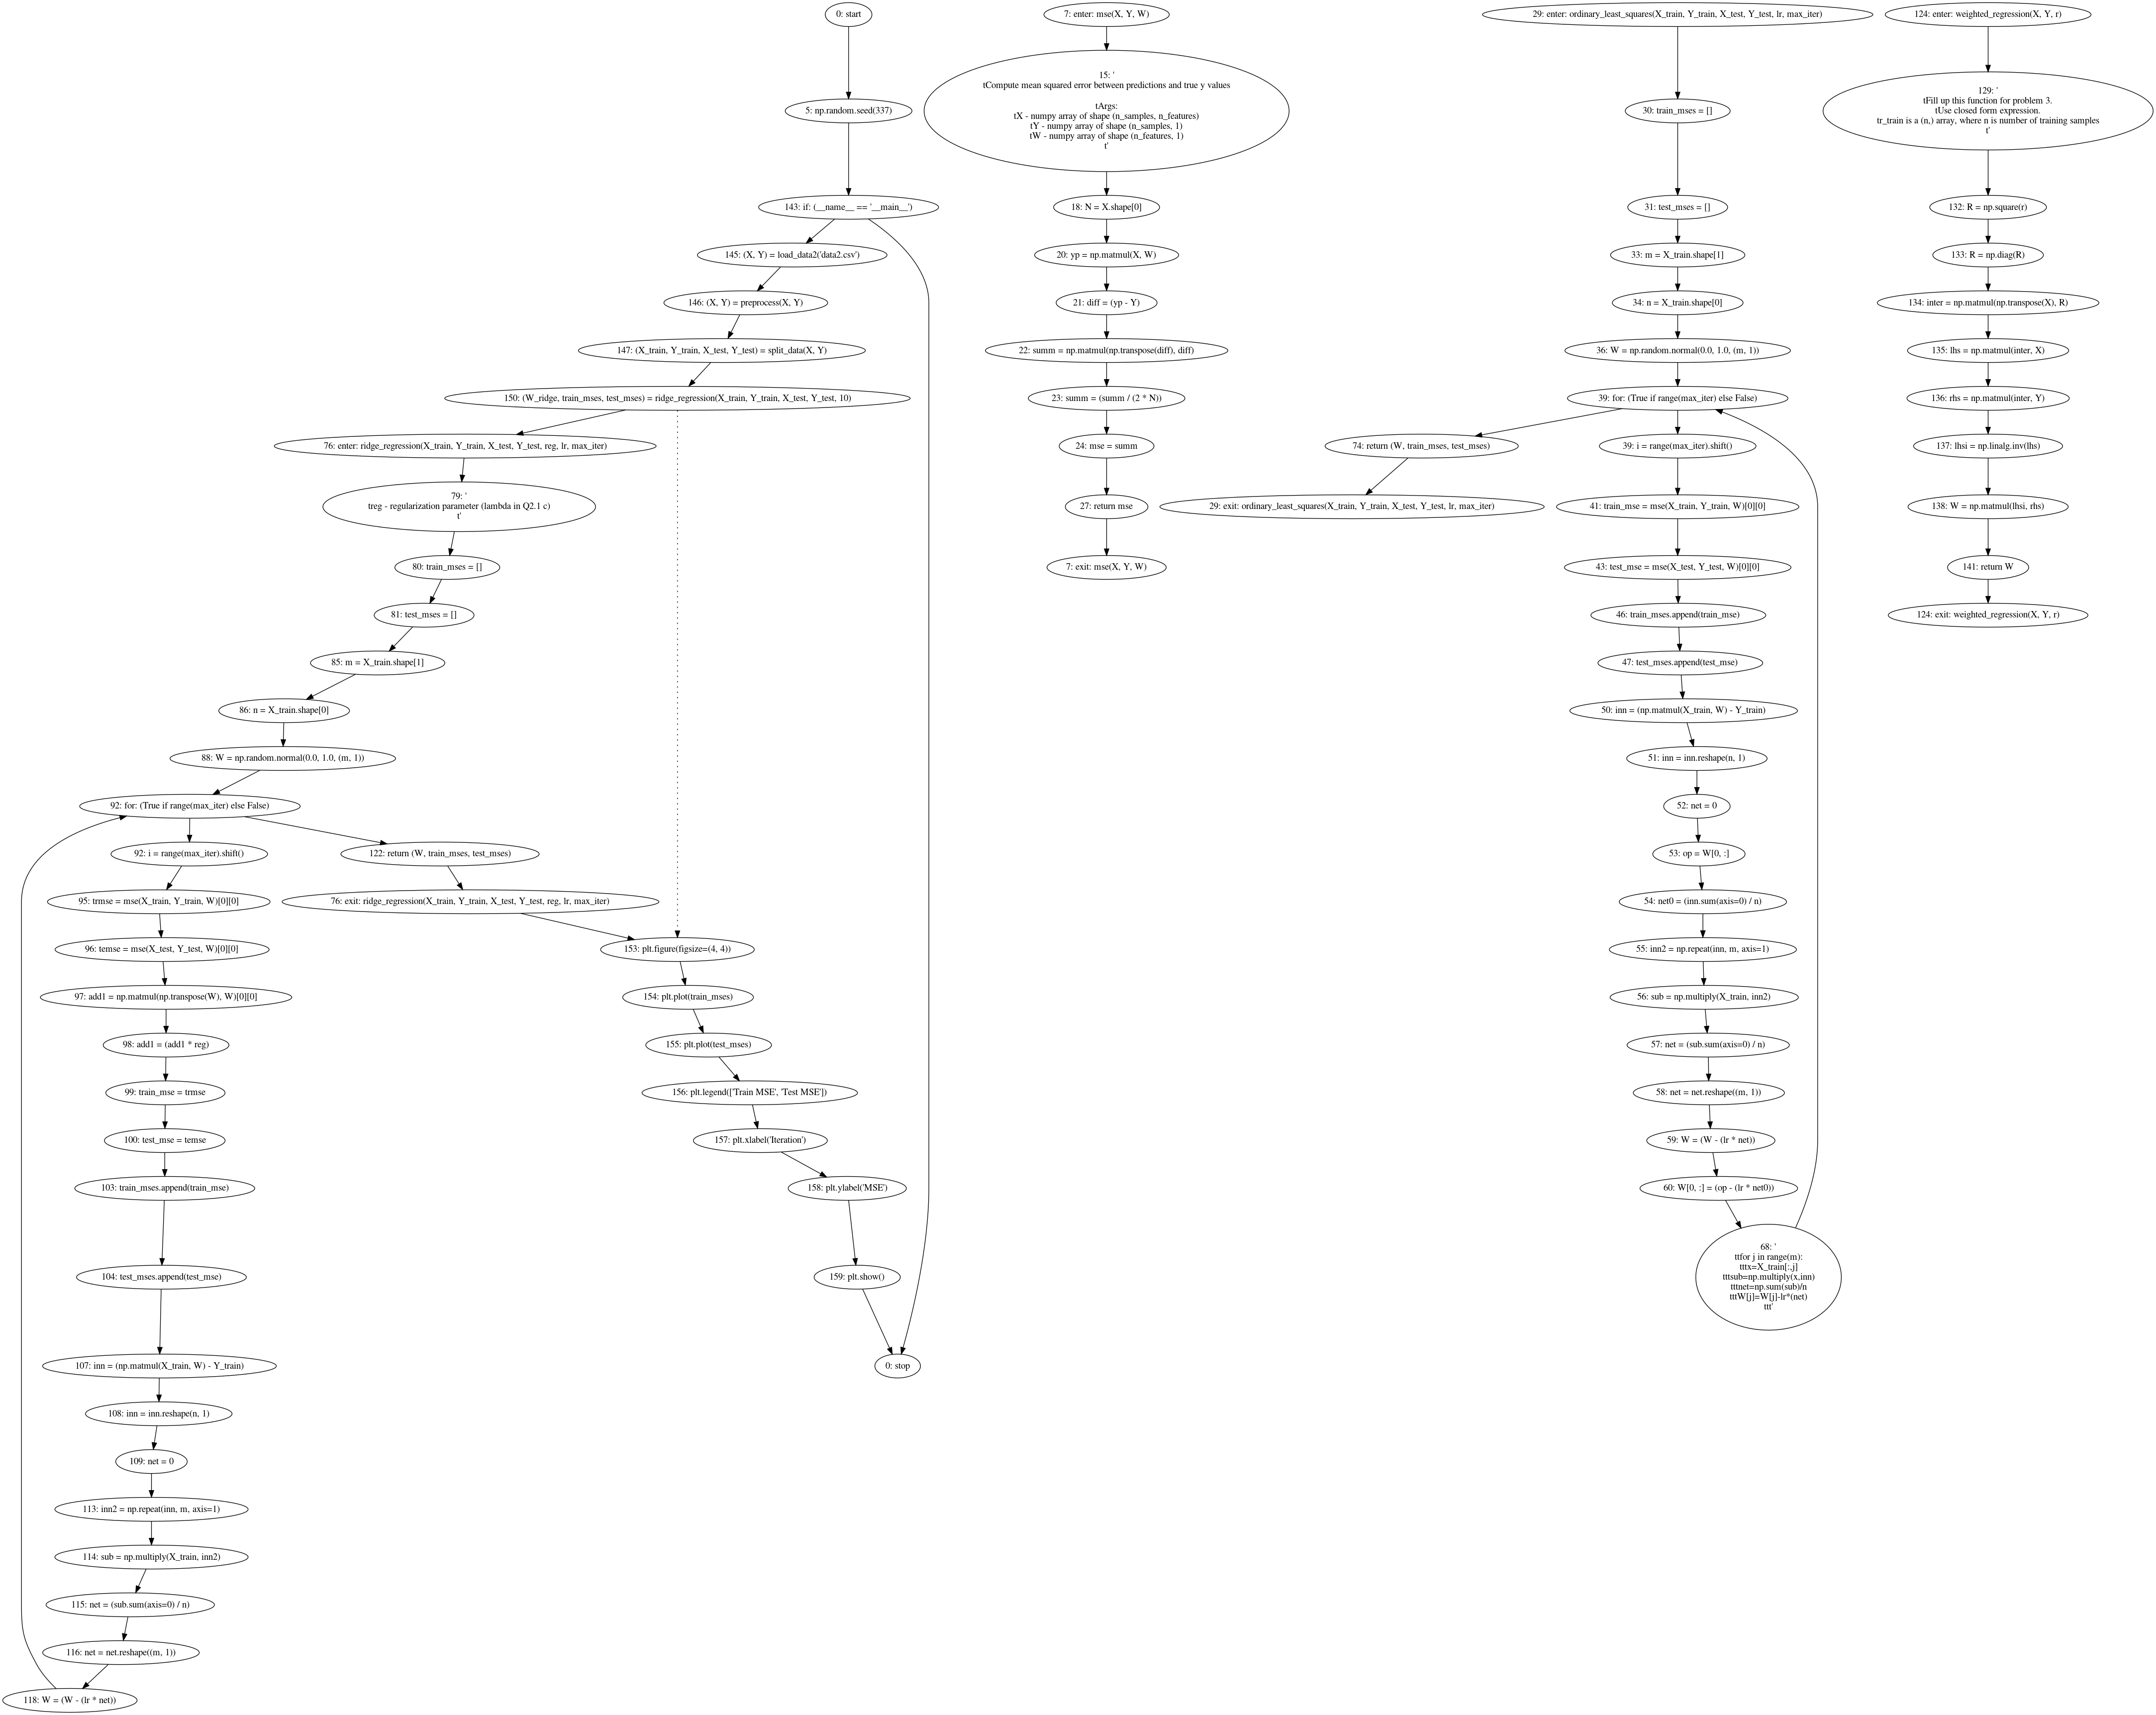 0: start
5: np.random.seed(337)
143: if: (__name__ == '__main__')
145: (X, Y) = load_data2('data2.csv')
146: (X, Y) = preprocess(X, Y)
147: (X_train, Y_train, X_test, Y_test) = split_data(X, Y)
150: (W_ridge, train_mses, test_mses) = ridge_regression(X_train, Y_train, X_test, Y_test, 10)
76: enter: ridge_regression(X_train, Y_train, X_test, Y_test, reg, lr, max_iter)
79: '
treg - regularization parameter (lambda in Q2.1 c)
t'
80: train_mses = []
81: test_mses = []
85: m = X_train.shape[1]
86: n = X_train.shape[0]
88: W = np.random.normal(0.0, 1.0, (m, 1))
92: for: (True if range(max_iter) else False)
92: i = range(max_iter).shift()
95: trmse = mse(X_train, Y_train, W)[0][0]
96: temse = mse(X_test, Y_test, W)[0][0]
97: add1 = np.matmul(np.transpose(W), W)[0][0]
98: add1 = (add1 * reg)
99: train_mse = trmse
100: test_mse = temse
103: train_mses.append(train_mse)
104: test_mses.append(test_mse)
107: inn = (np.matmul(X_train, W) - Y_train)
108: inn = inn.reshape(n, 1)
109: net = 0
113: inn2 = np.repeat(inn, m, axis=1)
114: sub = np.multiply(X_train, inn2)
115: net = (sub.sum(axis=0) / n)
116: net = net.reshape((m, 1))
118: W = (W - (lr * net))
122: return (W, train_mses, test_mses)
76: exit: ridge_regression(X_train, Y_train, X_test, Y_test, reg, lr, max_iter)
153: plt.figure(figsize=(4, 4))
154: plt.plot(train_mses)
155: plt.plot(test_mses)
156: plt.legend(['Train MSE', 'Test MSE'])
157: plt.xlabel('Iteration')
158: plt.ylabel('MSE')
159: plt.show()
0: stop
7: enter: mse(X, Y, W)
15: '
tCompute mean squared error between predictions and true y values
tArgs:
tX - numpy array of shape (n_samples, n_features)
tY - numpy array of shape (n_samples, 1)
tW - numpy array of shape (n_features, 1)
t'
18: N = X.shape[0]
20: yp = np.matmul(X, W)
21: diff = (yp - Y)
22: summ = np.matmul(np.transpose(diff), diff)
23: summ = (summ / (2 * N))
24: mse = summ
27: return mse
7: exit: mse(X, Y, W)
29: enter: ordinary_least_squares(X_train, Y_train, X_test, Y_test, lr, max_iter)
30: train_mses = []
31: test_mses = []
33: m = X_train.shape[1]
34: n = X_train.shape[0]
36: W = np.random.normal(0.0, 1.0, (m, 1))
39: for: (True if range(max_iter) else False)
74: return (W, train_mses, test_mses)
29: exit: ordinary_least_squares(X_train, Y_train, X_test, Y_test, lr, max_iter)
39: i = range(max_iter).shift()
41: train_mse = mse(X_train, Y_train, W)[0][0]
43: test_mse = mse(X_test, Y_test, W)[0][0]
46: train_mses.append(train_mse)
47: test_mses.append(test_mse)
50: inn = (np.matmul(X_train, W) - Y_train)
51: inn = inn.reshape(n, 1)
52: net = 0
53: op = W[0, :]
54: net0 = (inn.sum(axis=0) / n)
55: inn2 = np.repeat(inn, m, axis=1)
56: sub = np.multiply(X_train, inn2)
57: net = (sub.sum(axis=0) / n)
58: net = net.reshape((m, 1))
59: W = (W - (lr * net))
60: W[0, :] = (op - (lr * net0))
68: '
ttfor j in range(m):
tttx=X_train[:,j]
tttsub=np.multiply(x,inn)
tttnet=np.sum(sub)/n
tttW[j]=W[j]-lr*(net)
ttt'
124: enter: weighted_regression(X, Y, r)
129: '
tFill up this function for problem 3.
tUse closed form expression.
tr_train is a (n,) array, where n is number of training samples
t'
132: R = np.square(r)
133: R = np.diag(R)
134: inter = np.matmul(np.transpose(X), R)
135: lhs = np.matmul(inter, X)
136: rhs = np.matmul(inter, Y)
137: lhsi = np.linalg.inv(lhs)
138: W = np.matmul(lhsi, rhs)
141: return W
124: exit: weighted_regression(X, Y, r)